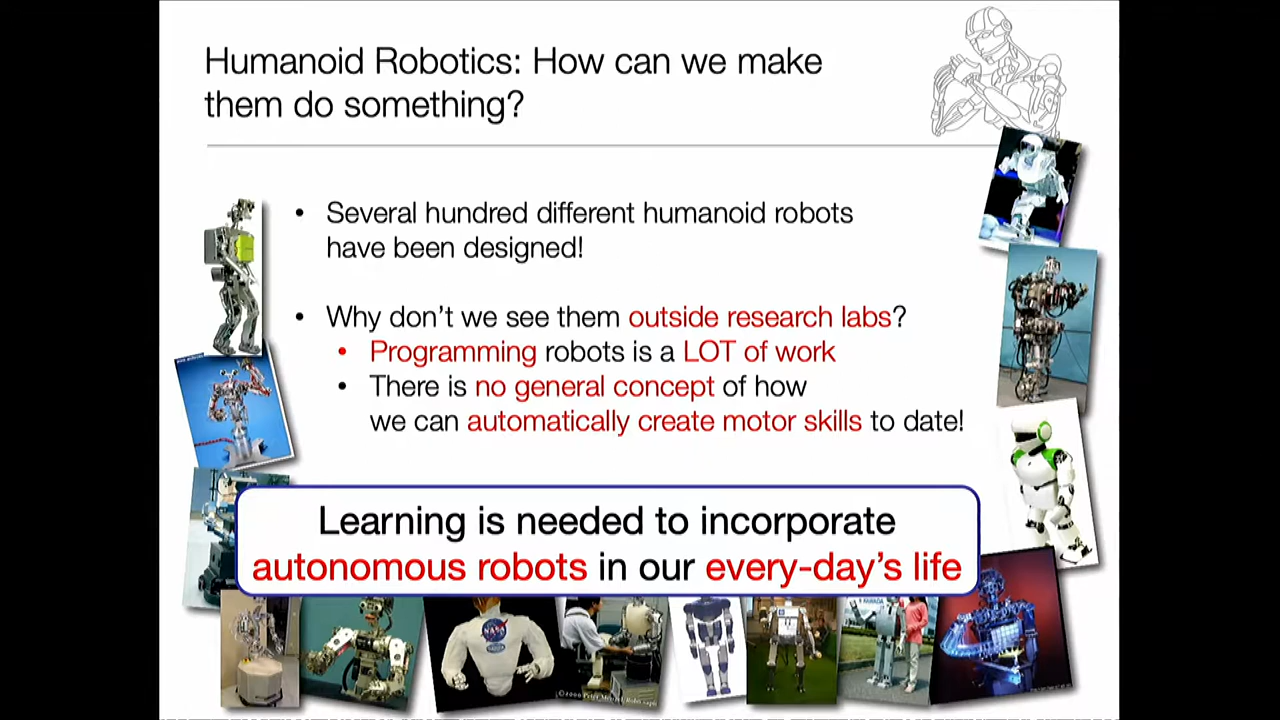 Humanoid Robotics: How can we make
them do something?
• Several hundred different humanoid robots
have been designed!
• Why don't we see them outside research labs?
• Programming robots is a LOT of work
• There is no general concept of how
we can automatically create motor skills to date!
Learning is needed to incorporate
autonomous robots in our every-day's life
NASA
KAWADA